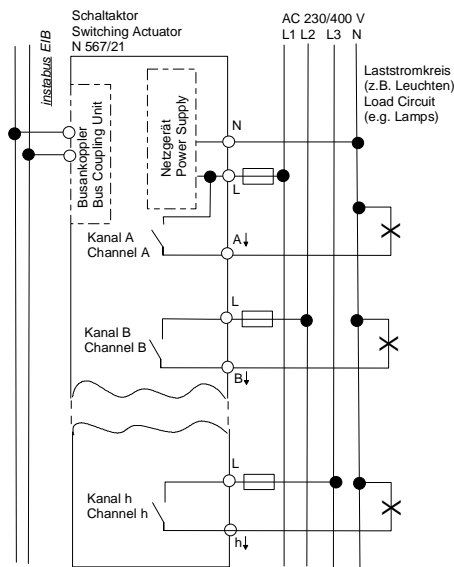 Schaltaktor
Switching Actuator
N 567/21
AC 230/400 V
L1 L2 L3 N
instabus EIB
Busankoppler
Bus Coupling Unit
Netzgerät
Power Supply
N
L
Laststromkreis
(z.B. Leuchten)
Load Circuit
(e.g. Lamps)
Kanal A
Channel A
A
L
Kanal B
Channel B
B
L
Kanal h
Channel h
h